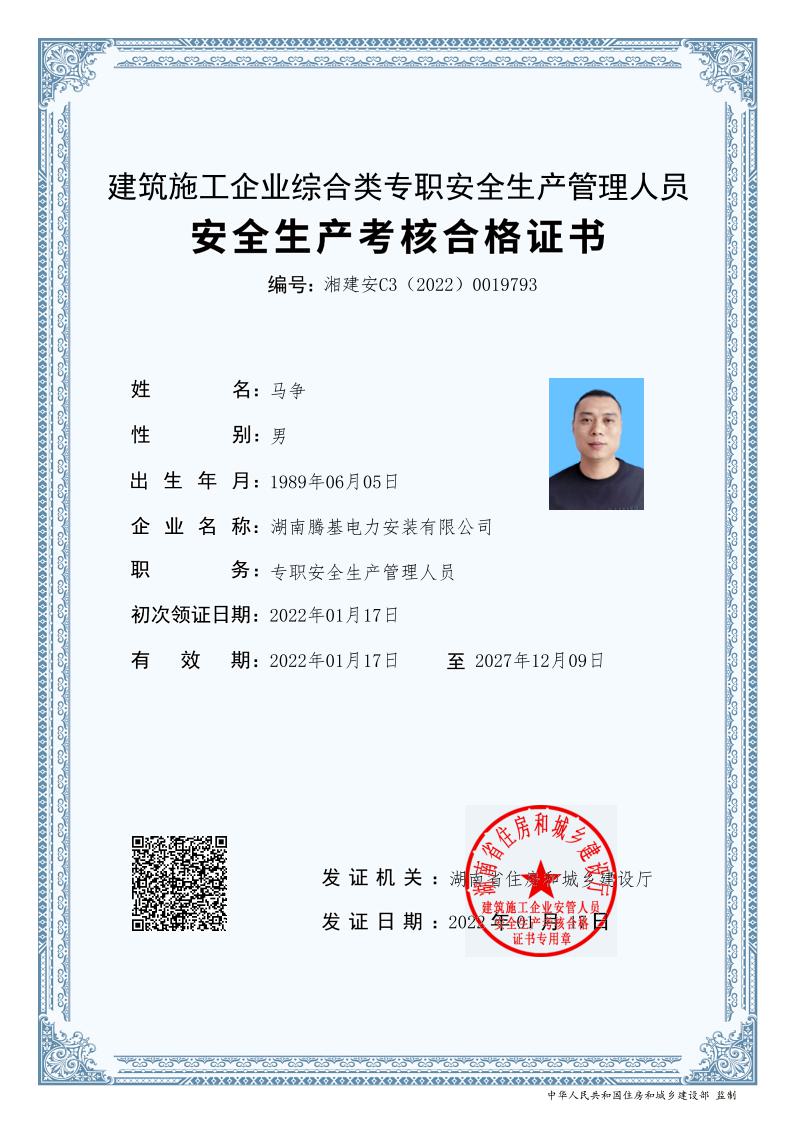 建筑施工企业综合类专职安全生产管理人员
安全生产考核合格证书
编号：湘建安C3（2022）0019793
姓 名：马争
性 别：男
出 生 年 月：1989年06月05日
企 业 名 称：湖南腾基电力安装有限公司
职 务：专职安全生产管理人员
初次领证日期：2022年01月17日
有 效 期：2022年01月17日 至 2027年12月09日
发 证 机 关：湖南省住房和城乡建设厅
发 证 日 期：2022 年 01 月 日
湖南省住房和城乡建设厅
建筑施工企业安管人员
安全生产考核合格
证书专用章
中华人民共和国住房和城乡建设部 监制